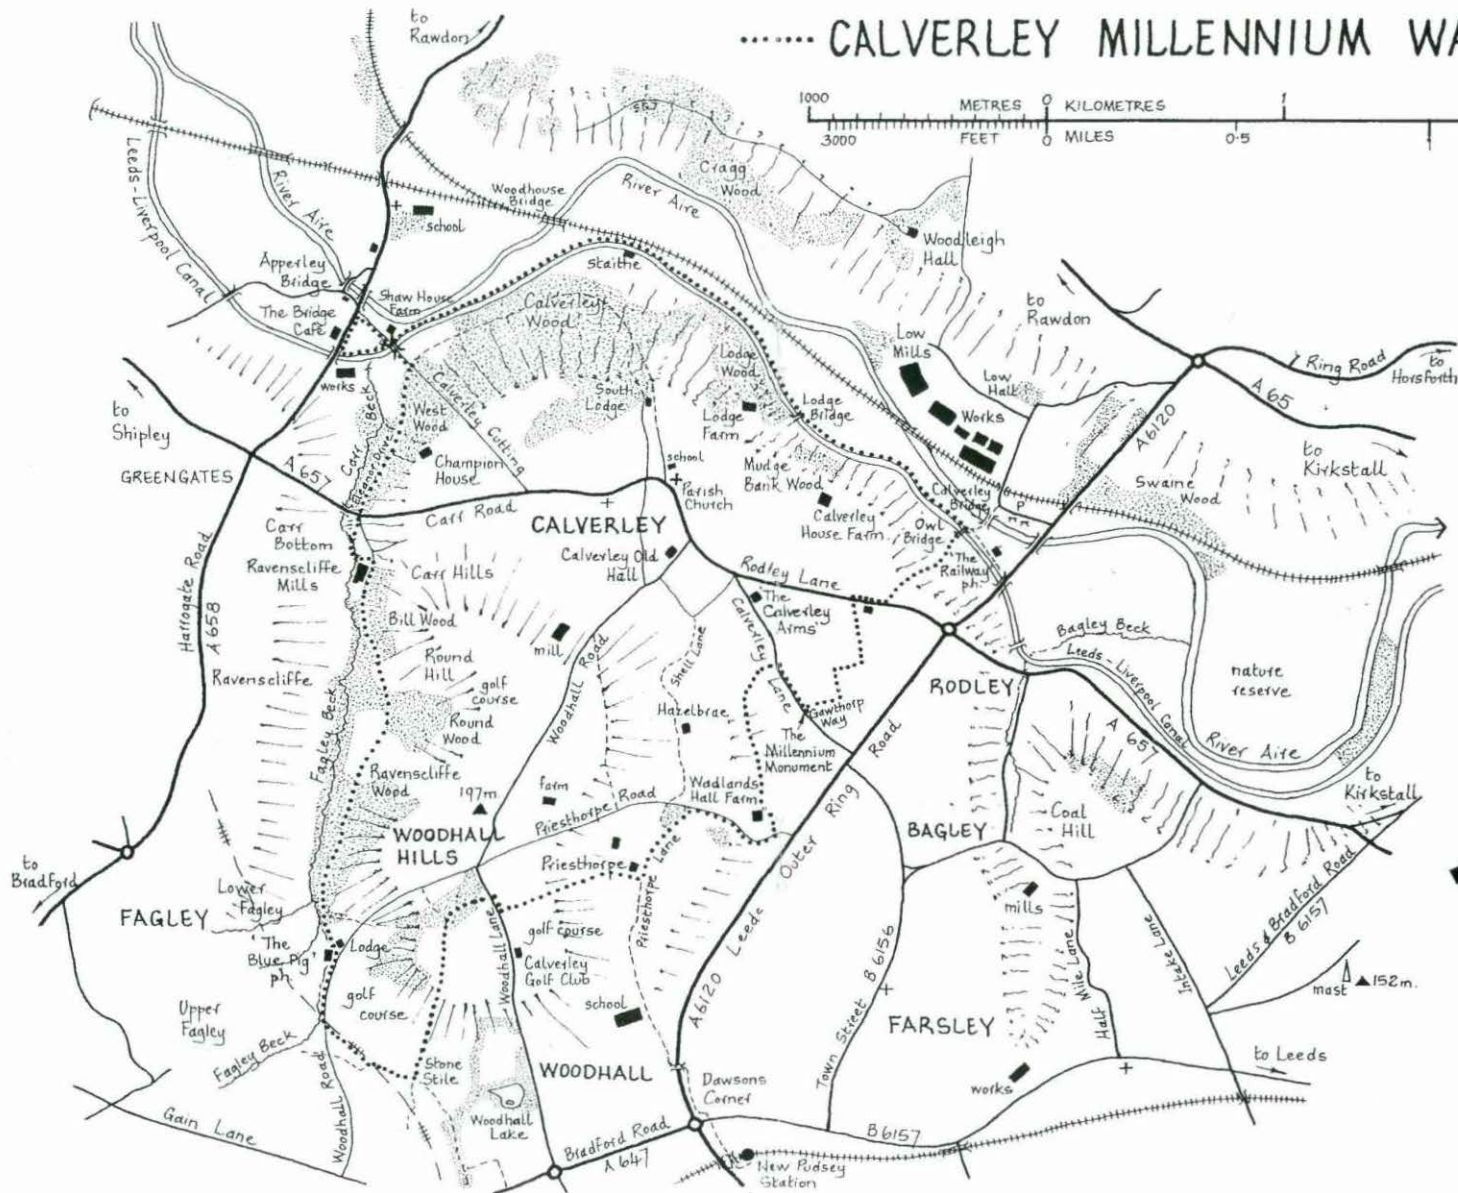 CALVERLEY MILLENNIUM WA
1000 METRES 0 KILOMETRES 1
3000 FEET 0 MILES 0.5 1
to
Rawdon
Leeds-Liverpool Canal
River Aire
Woodhouse
Bridge
River Aire
Cragg
Wood
school
Woodleigh
Hall
Apperley
Bridge
Shaw House
Farm
The Bridge
Café
Staithe
Calverley
Wood
works
to
Rawdon
Low
Mills
Low Hall
Works
Ring Road
to
Horsforth
A 65
A6120
to
Kirkstall
to
Shipley
GREENGATES
A 657
Carr Beck
West
Wood
Calverley Cutting
South
Lodge
Lodge
Wood
Lodge
Farm
Lodge
Bridge
Champion
House
school
Parish
Church
Mudge
Bank Wood
Calverley
House Farm
Calverley
Bridge
P
Owl
Bridge
The
Railway
ph.
Swaine
Wood
Carr Road
CALVERLEY
Carr
Bottom
Ravenscliffe
Mills
Carr Hills
Calverley Old
Hall
Rodley Lane
The
Calverley
Arms
Calverley Lane
Harrogate Road
A 658
Bill Wood
mill
Round
Hill
golf
course
Round
Wood
Woodhall Road
Shell Lane
Bagley Beck
Leeds-Liverpool Canal
RODLEY
nature
reserve
Ravenscliffe
Fagley Beck
Hazelbrae
Gawthorp
Way
The
Millennium
Monument
A 657
River Aire
to
Kirkstall
Ravenscliffe
Wood
197m.
farm
Priesthorpe Road
Wadlands
Hall Farm
WOODHALL
HILLS
A6120 Leeds Outer Ring Road
BAGLEY
Coal
Hill
to
Bradford
Priesthorpe
Priesthorpe Lane
FAGLEY
Lower
Fagley
The
'Blue Pig'
ph.
Lodge
Woodhall Lane
golf course
Calverley
Golf Club
mills
Half Mile Lane
Intake Lane
Leeds & Bradford Road
B 6157
mast
152m.
Upper
Fagley
golf
course
school
Town Street B 6156
FARSLEY
Fagley Beck
Woodhall Road
Stone
Stile
WOODHALL
Dawsons
Corner
works
to Leeds
Gain Lane
Woodhall
Lake
Bradford Road
A 647
B 6157
New Pudsey
Station